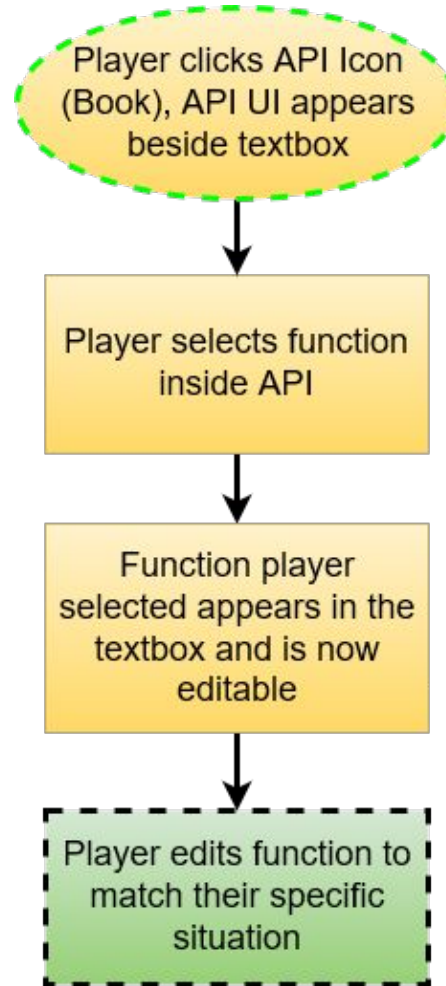 Player clicks API Icon
(Book), API UI appears
beside textbox
Player selects function
inside API
Function player
selected appears in the
textbox and is now
editable
Player edits function to
match their specific
situation